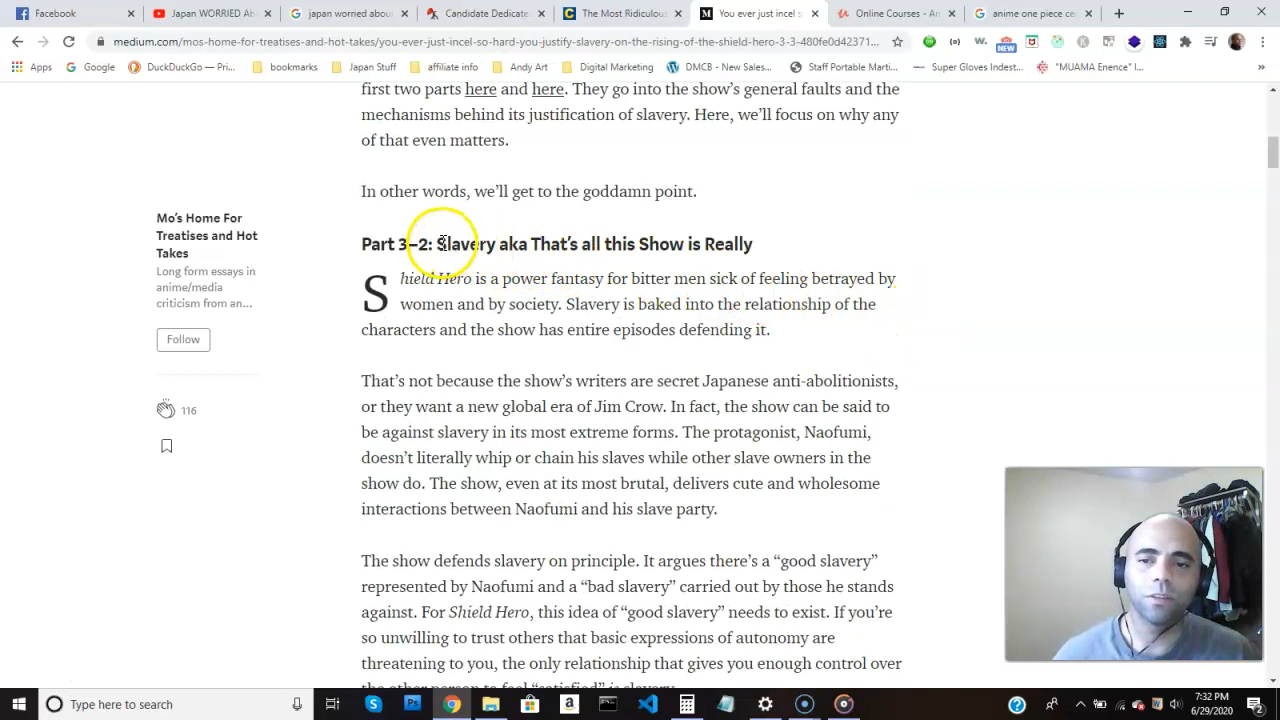 Facebook
Japan WORRIED Ab
japan worried abou
Candidate Dedicate
The Most Ridiculou
You ever just incel s
Online Courses - An
anime one piece ce
medium.com/mos-home-for-treatises-and-hot-takes/you-ever-just-incel-so-hard-you-justify-slavery-on-the-rising-of-the-shield-hero-3-3-480fe0d42371...
NEW
Apps
Google
DuckDuckGo — Pri...
bookmarks
Japan Stuff
affiliate info
Andy Art
Digital Marketing
DMCB - New Sales...
Staff Portable Marti...
Super Gloves Indest...
"MUAMA Enence" l...
»
first two parts here and here. They go into the show's general faults and the
mechanisms behind its justification of slavery. Here, we'll focus on why any
of that even matters.
In other words, we'll get to the goddamn point.
Mo's Home For
Treatises and Hot
Takes
Long form essays in
anime/media
criticism from an...
Follow
116
Part 3–2: Slavery aka That's all this Show is Really
Shield Hero is a power fantasy for bitter men sick of feeling betrayed by
women and by society. Slavery is baked into the relationship of the
characters and the show has entire episodes defending it.
That's not because the show's writers are secret Japanese anti-abolitionists,
or they want a new global era of Jim Crow. In fact, the show can be said to
be against slavery in its most extreme forms. The protagonist, Naofumi,
doesn't literally whip or chain his slaves while other slave owners in the
show do. The show, even at its most brutal, delivers cute and wholesome
interactions between Naofumi and his slave party.
The show defends slavery on principle. It argues there's a “good slavery”
represented by Naofumi and a “bad slavery” carried out by those he stands
against. For Shield Hero, this idea of “good slavery” needs to exist. If you're
so unwilling to trust others that basic expressions of autonomy are
threatening to you, the only relationship that gives you enough control over
the other person to feel “satisfied” is slavery.
Type here to search
7:32 PM
6/29/2020
2